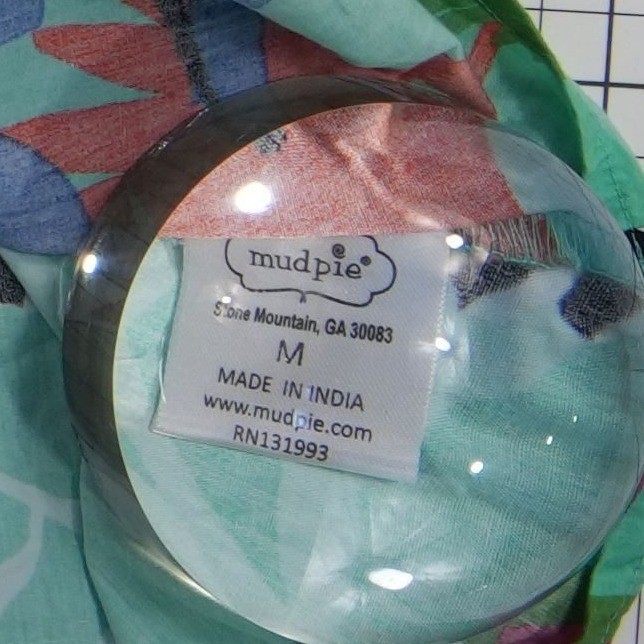 mudpie®
Stone Mountain, GA 30083
M
MADE IN INDIA
www.mudpie.com
RN131993